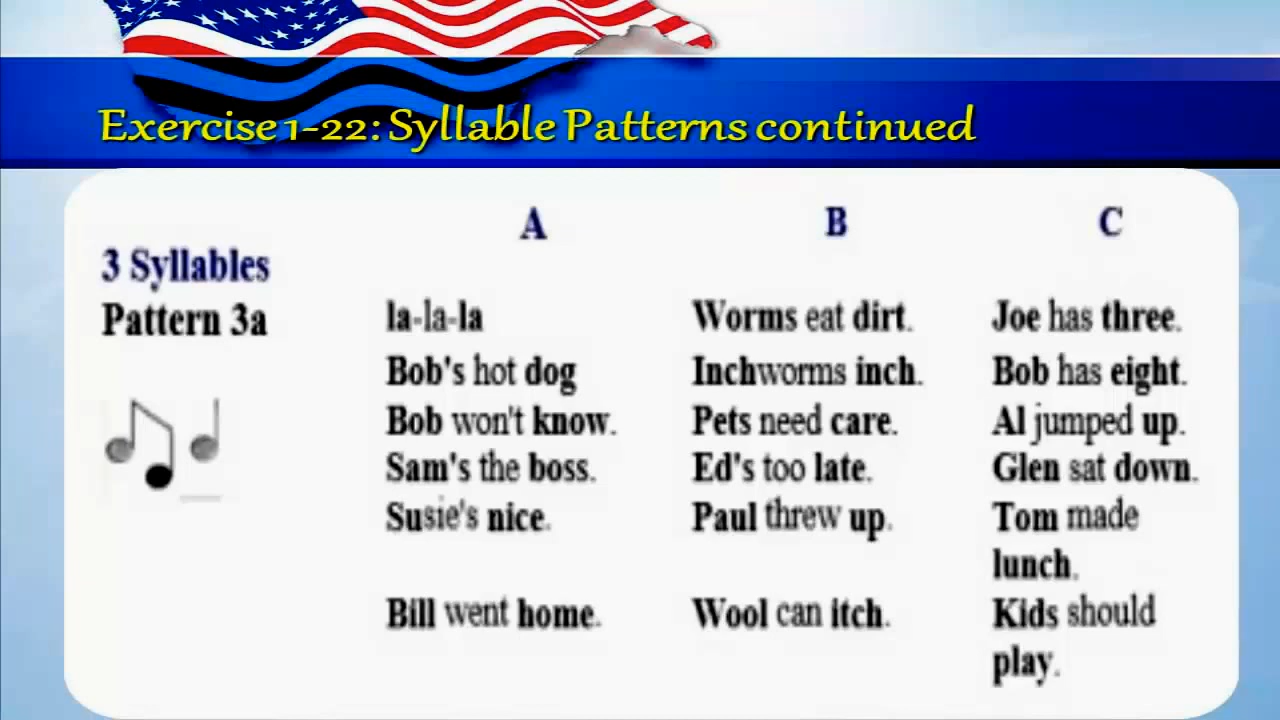 Exercise 1-22: Syllable Patterns continued
A B C
3 Syllables
Pattern 3a la-la-la Worms eat dirt. Joe has three.
Bob's hot dog Inchworms inch. Bob has eight.
Bob won't know. Pets need care. Al jumped up.
Sam's the boss. Ed's too late. Glen sat down.
Susie's nice. Paul threw up. Tom made
lunch.
Bill went home. Wool can itch. Kids should
play.